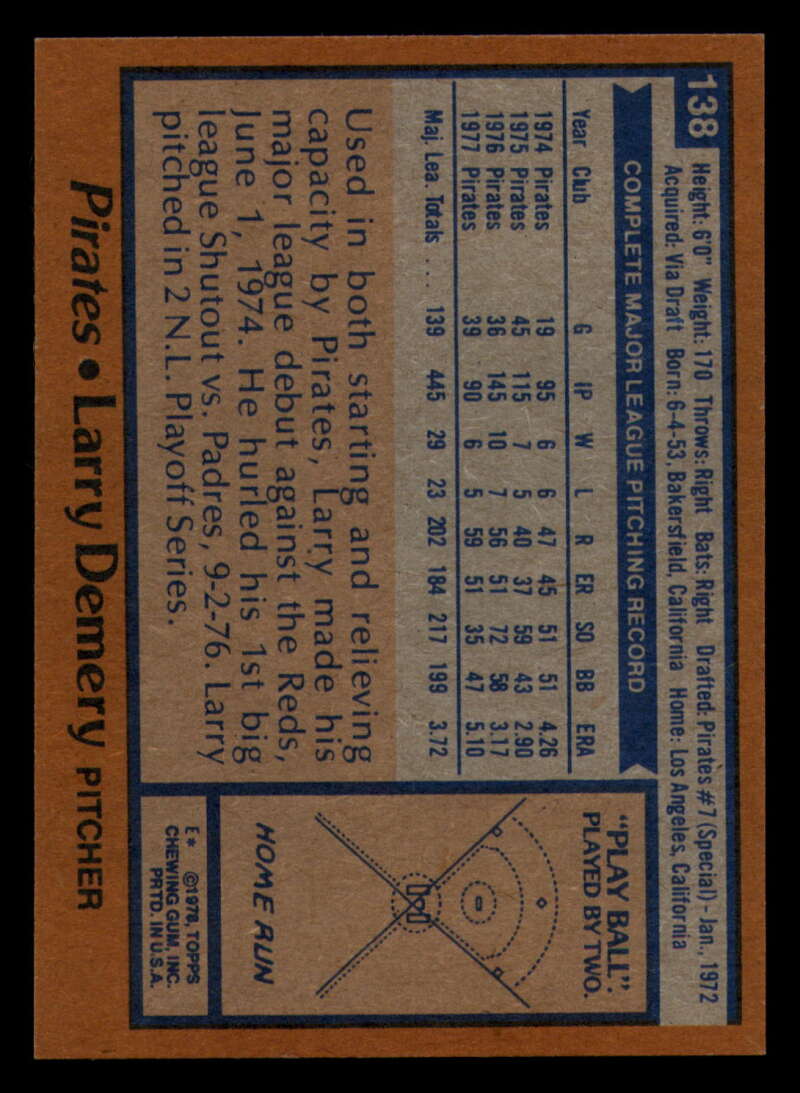 138
Height: 6'0" Weight: 170 Throws: Right Bats: Right Drafted: Pirates #7 (Special) - Jan., 1972
Acquired: Via Draft Born: 6-4-53, Bakersfield, California Home: Los Angeles, California
COMPLETE MAJOR LEAGUE PITCHING RECORD
Year Club G IP W L R ER SO BB ERA
1974 Pirates 19 95 6 6 47 45 51 51 4.26
1975 Pirates 45 115 7 5 40 37 59 43 2.90
1976 Pirates 36 145 10 7 56 51 72 58 3.17
1977 Pirates 39 90 6 5 59 51 35 47 5.10
Maj. Lea. Totals ... 139 445 29 23 202 184 217 199 3.72
Used in both starting and relieving
capacity by Pirates, Larry made his
major league debut against the Reds,
June 1, 1974. He hurled his 1st big
league Shutout vs. Padres, 9-2-76. Larry
pitched in 2 N.L. Playoff Series.
"PLAY BALL":
PLAYED BY TWO.
HOME RUN
E* ©1978, TOPPS
CHEWING GUM, INC.
PRTD. IN U.S.A.
Pirates • Larry Demery PITCHER